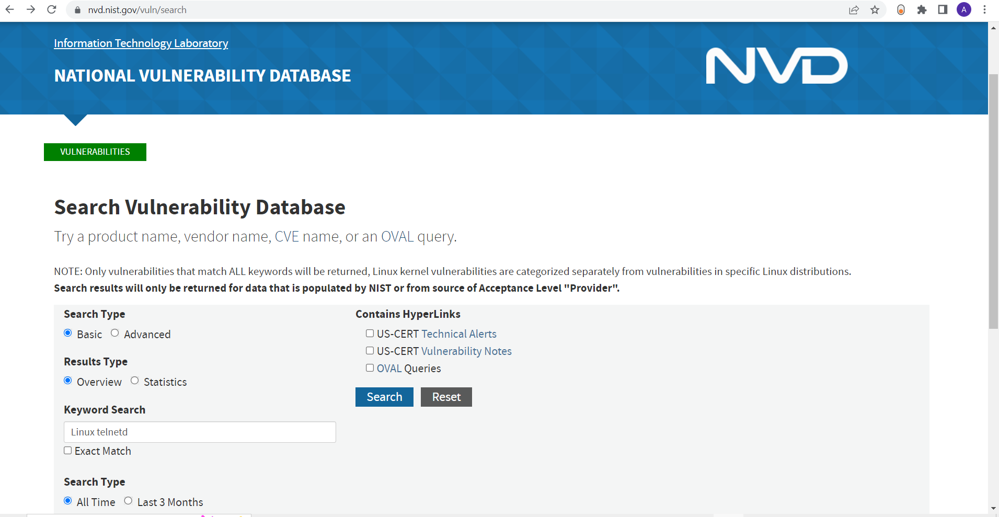 nvd.nist.gov/vuln/search
A
Information Technology Laboratory
NATIONAL VULNERABILITY DATABASE
NVD
VULNERABILITIES
Search Vulnerability Database
Try a product name, vendor name, CVE name, or an OVAL query.
NOTE: Only vulnerabilities that match ALL keywords will be returned, Linux kernel vulnerabilities are categorized separately from vulnerabilities in specific Linux distributions.
Search results will only be returned for data that is populated by NIST or from source of Acceptance Level "Provider".
Search Type
Basic Advanced
Results Type
Overview Statistics
Keyword Search
Linux telnetd
Exact Match
Search Type
All Time Last 3 Months
Contains HyperLinks
US-CERT Technical Alerts
US-CERT Vulnerability Notes
OVAL Queries
Search Reset